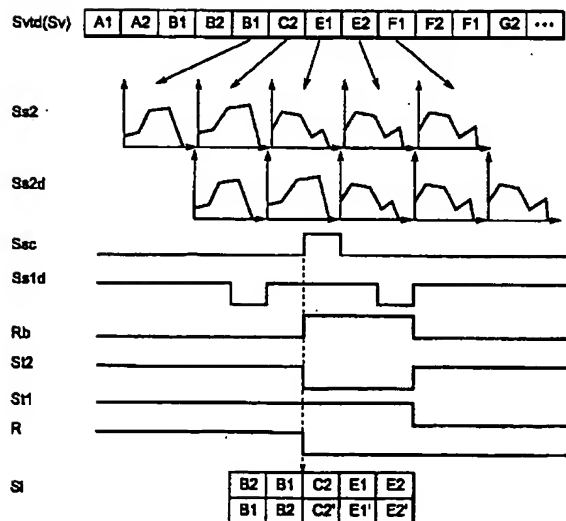 Svtd(Sv) A1 A2 B1 B2 B1 C2 E1 E2 F1 F2 F1 G2 ...
Ss2
Ss2d
Ssc
Ss1d
Rb
St2
St1
R
Sl B2 B1 C2 E1 E2
B1 B2 C2' E1' E2'